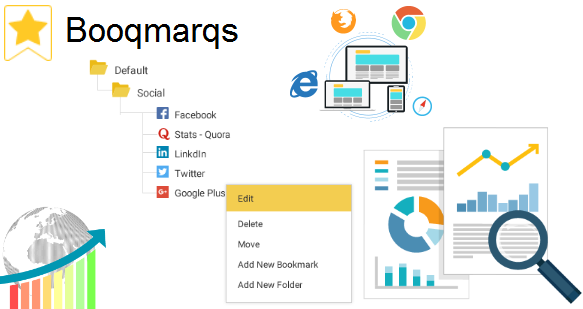 Booqmarqs
Default
Social
Facebook
Stats - Quora
LinkdIn
Twitter
Google Plus
Edit
Delete
Move
Add New Bookmark
Add New Folder